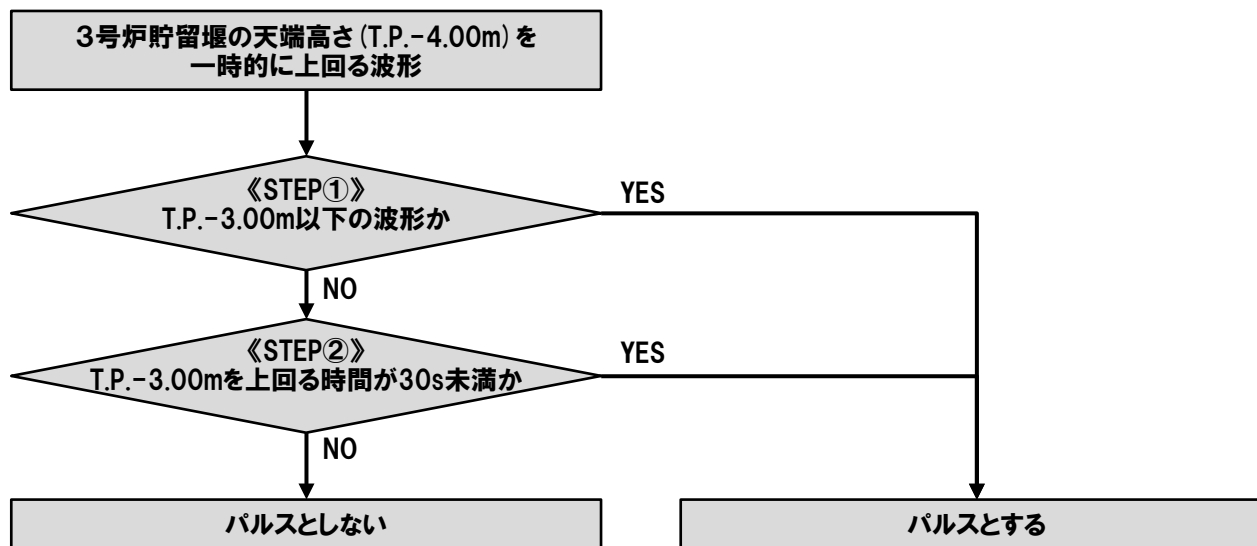 ３号炉貯留堰の天端高さ(T.P.-4.00m)を
一時的に上回る波形
《STEP①》
T.P.-3.00m以下の波形か
YES
NO
《STEP②》
T.P.-3.00mを上回る時間が30s未満か
YES
NO
パルスとしない
パルスとする